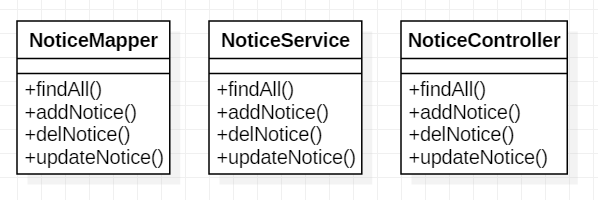 NoticeMapper
+findAll()
+addNotice()
+delNotice()
+updateNotice()
NoticeService
+findAll()
+addNotice()
+delNotice()
+updateNotice()
NoticeController
+findAll()
+addNotice()
+delNotice()
+updateNotice()